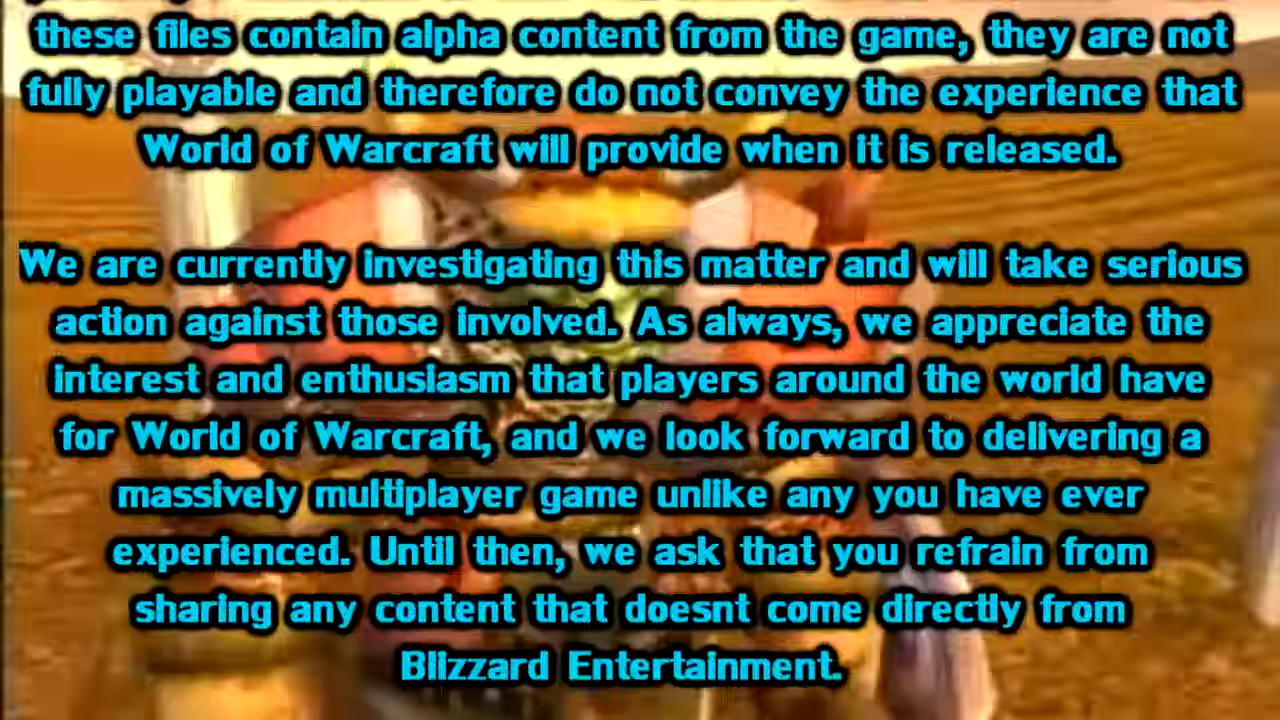 these files contain alpha content from the game, they are not
fully playable and therefore do not convey the experience that
World of Warcraft will provide when it is released.
We are currently investigating this matter and will take serious
action against those involved. As always, we appreciate the
interest and enthusiasm that players around the world have
for World of Warcraft, and we look forward to delivering a
massively multiplayer game unlike any you have ever
experienced. Until then, we ask that you refrain from
sharing any content that doesnt come directly from
Blizzard Entertainment.